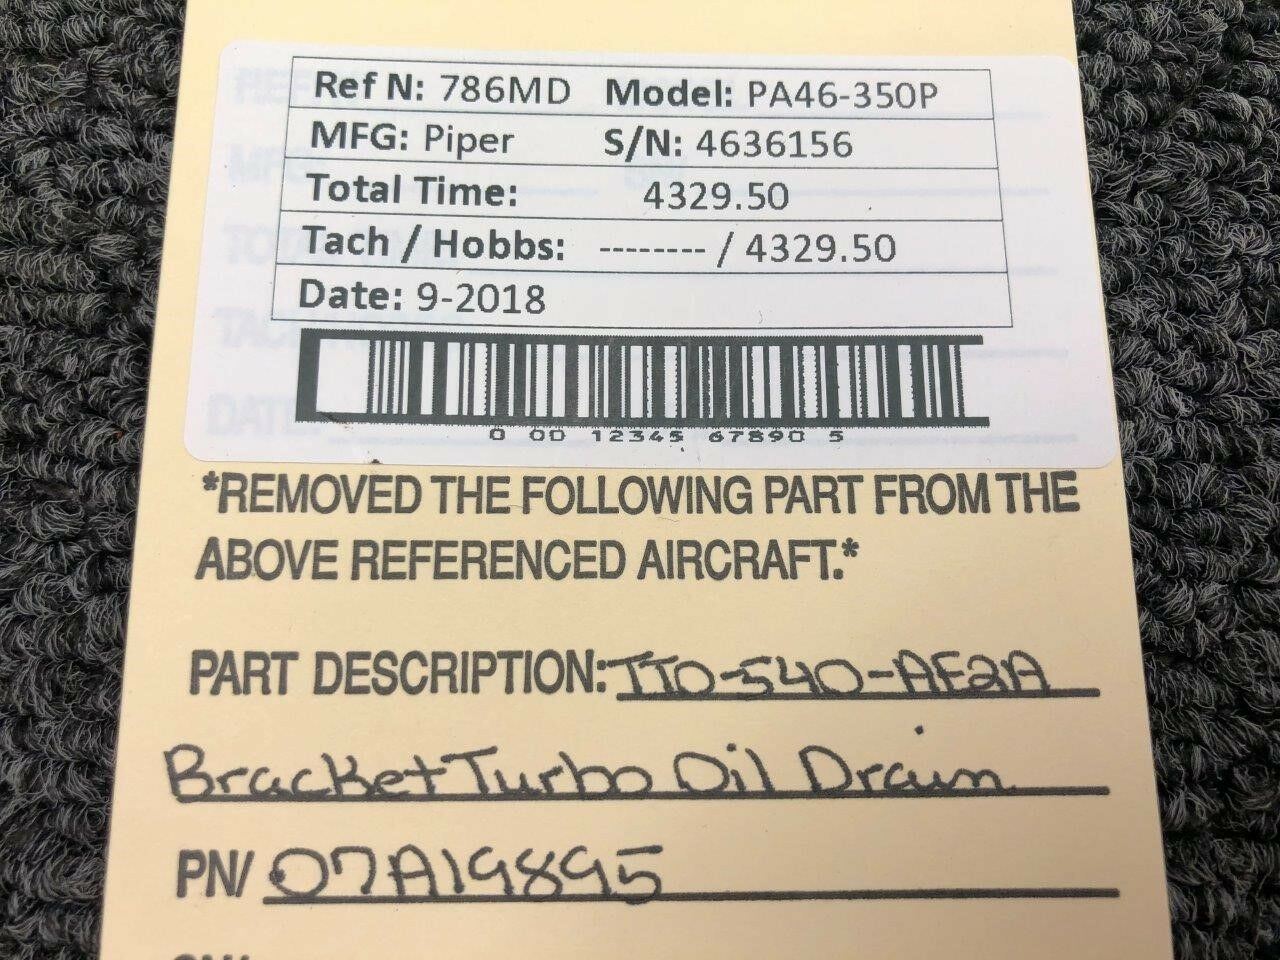 Ref N: 786MD Model: PA46-350P
MFG: Piper S/N: 4636156
Total Time: 4329.50
Tach / Hobbs: -------- / 4329.50
Date: 9-2018
0 00 12345 67890 5
*REMOVED THE FOLLOWING PART FROM THE
ABOVE REFERENCED AIRCRAFT.*
PART DESCRIPTION: TIO-540-AE2A
Bracket Turbo Oil Drain
PN/ 07A19895